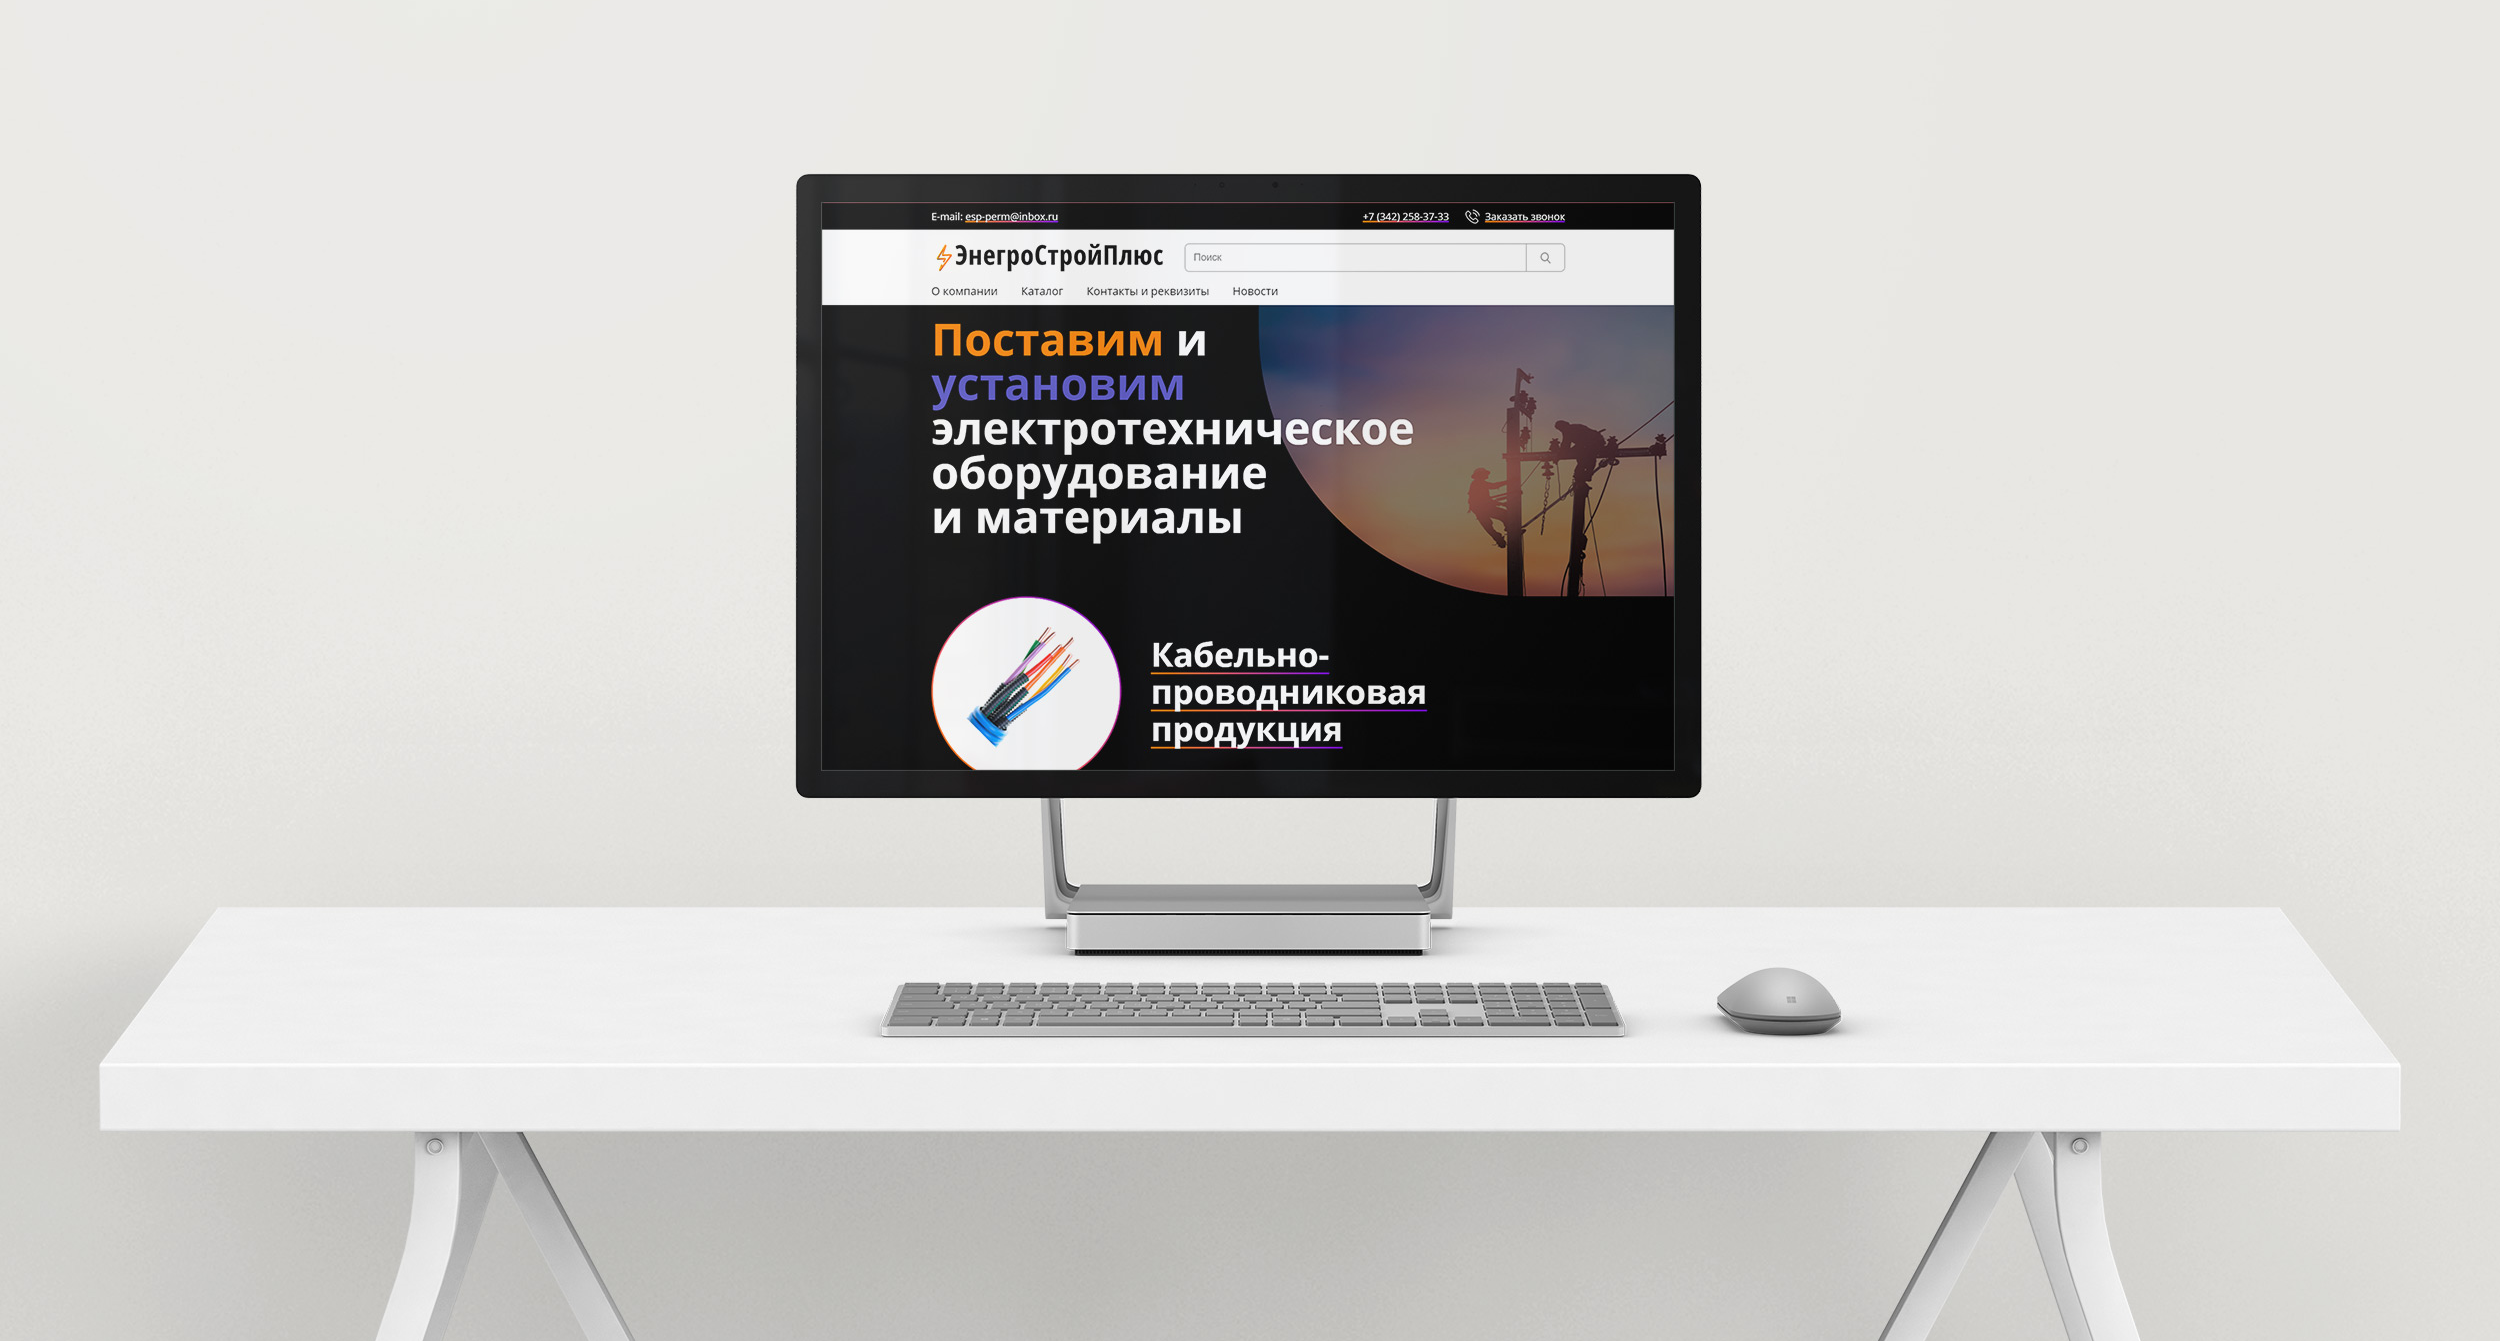 E-mail: esp-perm@inbox.ru +7 (342) 258-37-33 Заказать звонок
ЭнегроСтройПлюс Поиск
О компании Каталог Контакты и реквизиты Новости
Поставим и
установим
электротехническое
оборудование
и материалы
Кабельно-
проводниковая
продукция